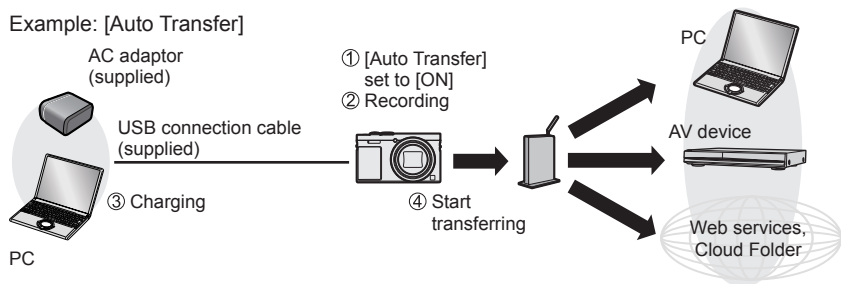 Example: [Auto Transfer]
AC adaptor
(supplied)
USB connection cable
(supplied)
③ Charging
PC
① [Auto Transfer]
set to [ON]
② Recording
④ Start
transferring
PC
AV device
Web services,
Cloud Folder